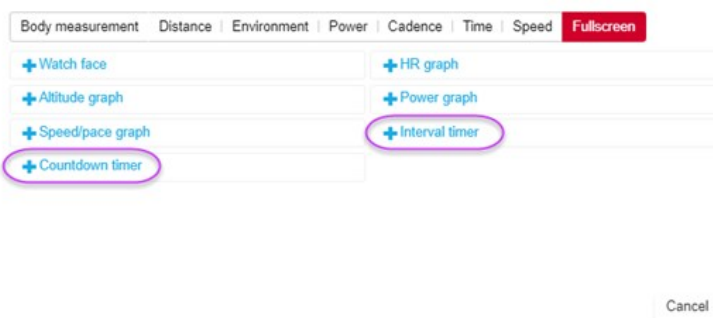 Body measurement Distance Environment Power Cadence Time Speed Fullscreen
Watch face HR graph
Altitude graph Power graph
Speed/pace graph Interval timer
Countdown timer
Cancel